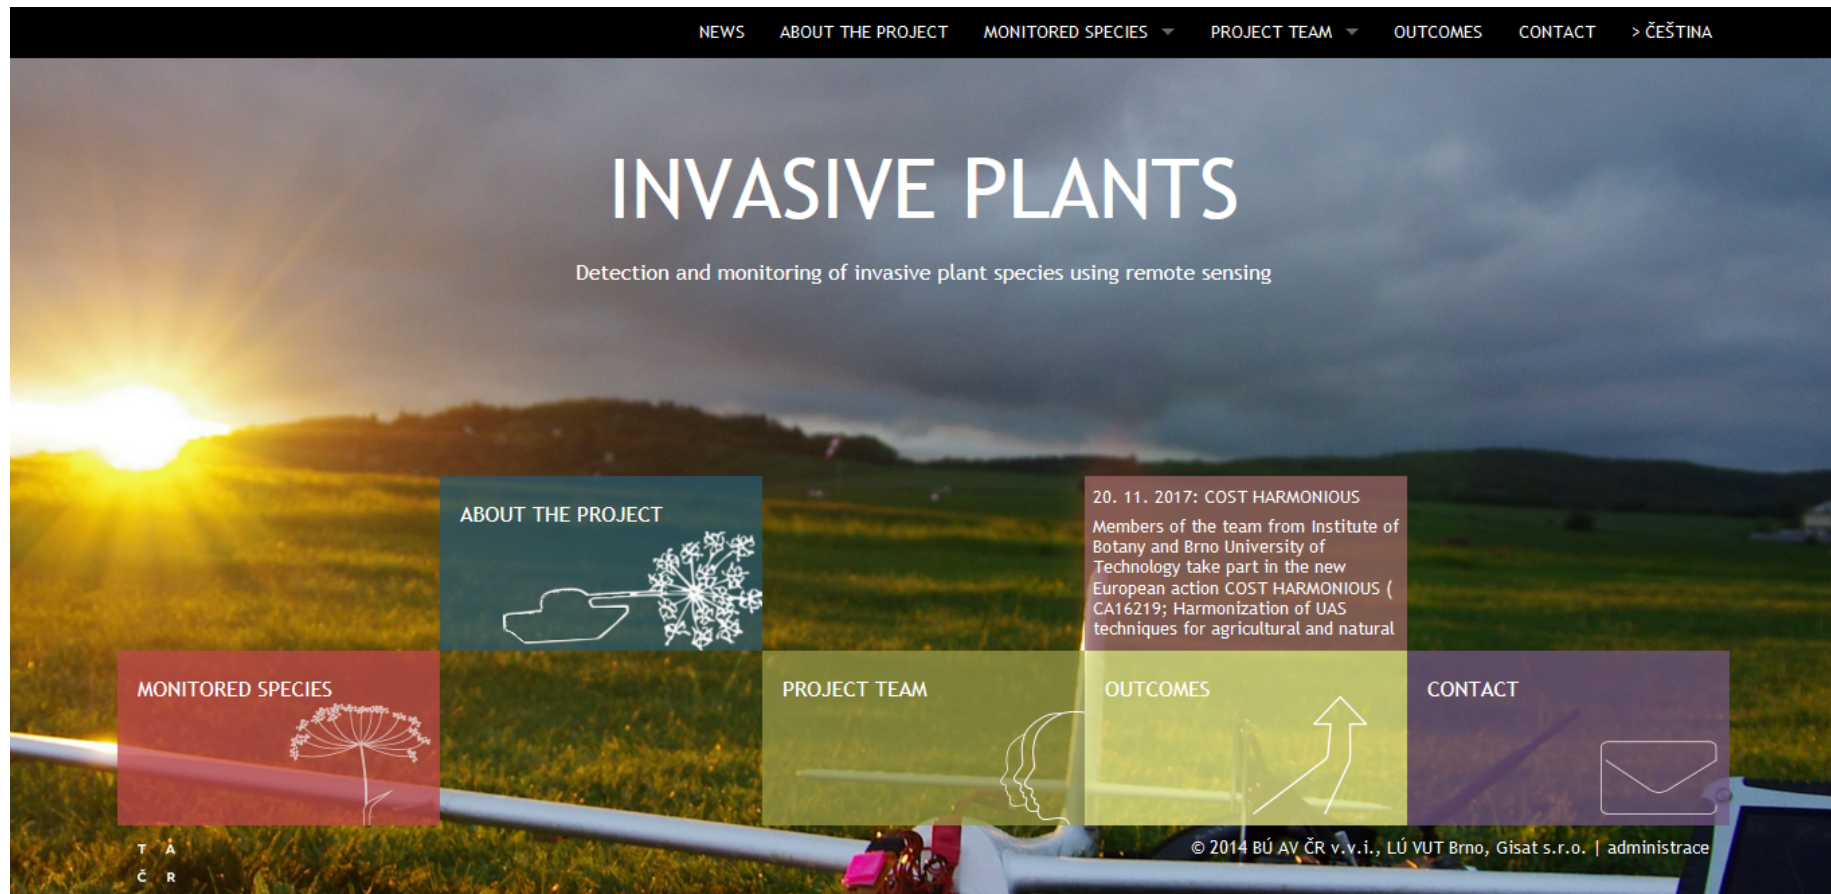 NEWS ABOUT THE PROJECT MONITORED SPECIES PROJECT TEAM OUTCOMES CONTACT > ČEŠTINA
INVASIVE PLANTS
Detection and monitoring of invasive plant species using remote sensing
ABOUT THE PROJECT
20. 11. 2017: COST HARMONIOUS
Members of the team from Institute of
Botany and Brno University of
Technology take part in the new
European action COST HARMONIOUS (
CA16219; Harmonization of UAS
techniques for agricultural and natural
MONITORED SPECIES
PROJECT TEAM
OUTCOMES
CONTACT
T A
Č R
© 2014 BÚ AV ČR v.v.i., LÚ VUT Brno, Gisat s.r.o. | administrace